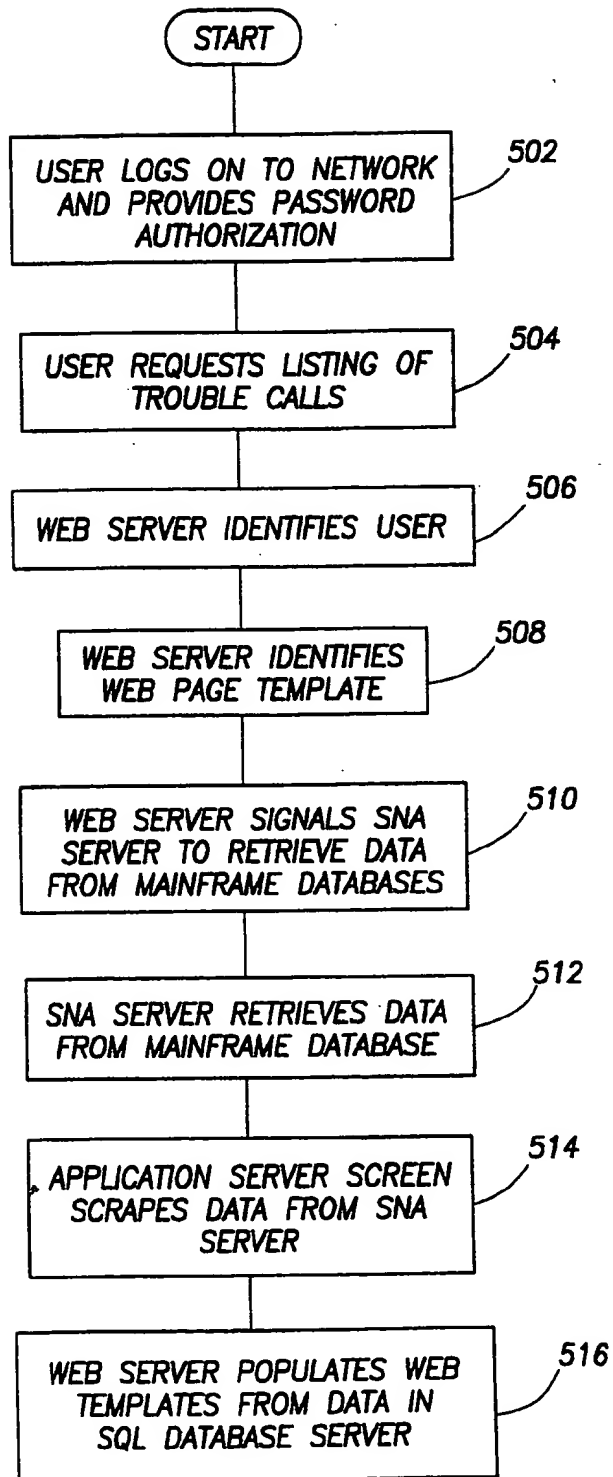 START
USER LOGS ON TO NETWORK
AND PROVIDES PASSWORD
AUTHORIZATION
502
USER REQUESTS LISTING OF
TROUBLE CALLS
504
WEB SERVER IDENTIFIES USER
506
WEB SERVER IDENTIFIES
WEB PAGE TEMPLATE
508
WEB SERVER SIGNALS SNA
SERVER TO RETRIEVE DATA
FROM MAINFRAME DATABASES
510
SNA SERVER RETRIEVES DATA
FROM MAINFRAME DATABASE
512
APPLICATION SERVER SCREEN
SCRAPES DATA FROM SNA
SERVER
514
WEB SERVER POPULATES WEB
TEMPLATES FROM DATA IN
SQL DATABASE SERVER
516